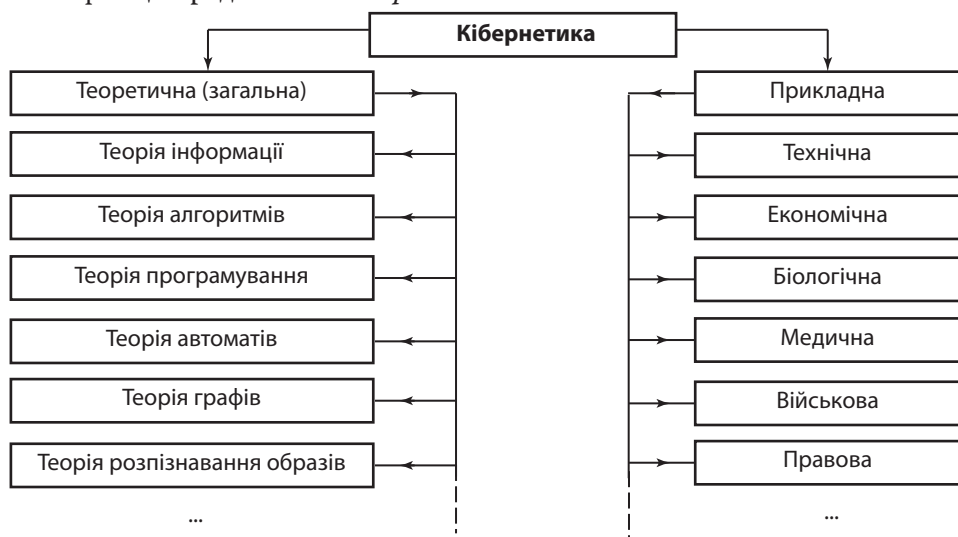 Кібернетика
Теоретична (загальна)
Теорія інформації
Теорія алгоритмів
Теорія програмування
Теорія автоматів
Теорія графів
Теорія розпізнавання образів
...
Прикладна
Технічна
Економічна
Біологічна
Медична
Військова
Правова
...